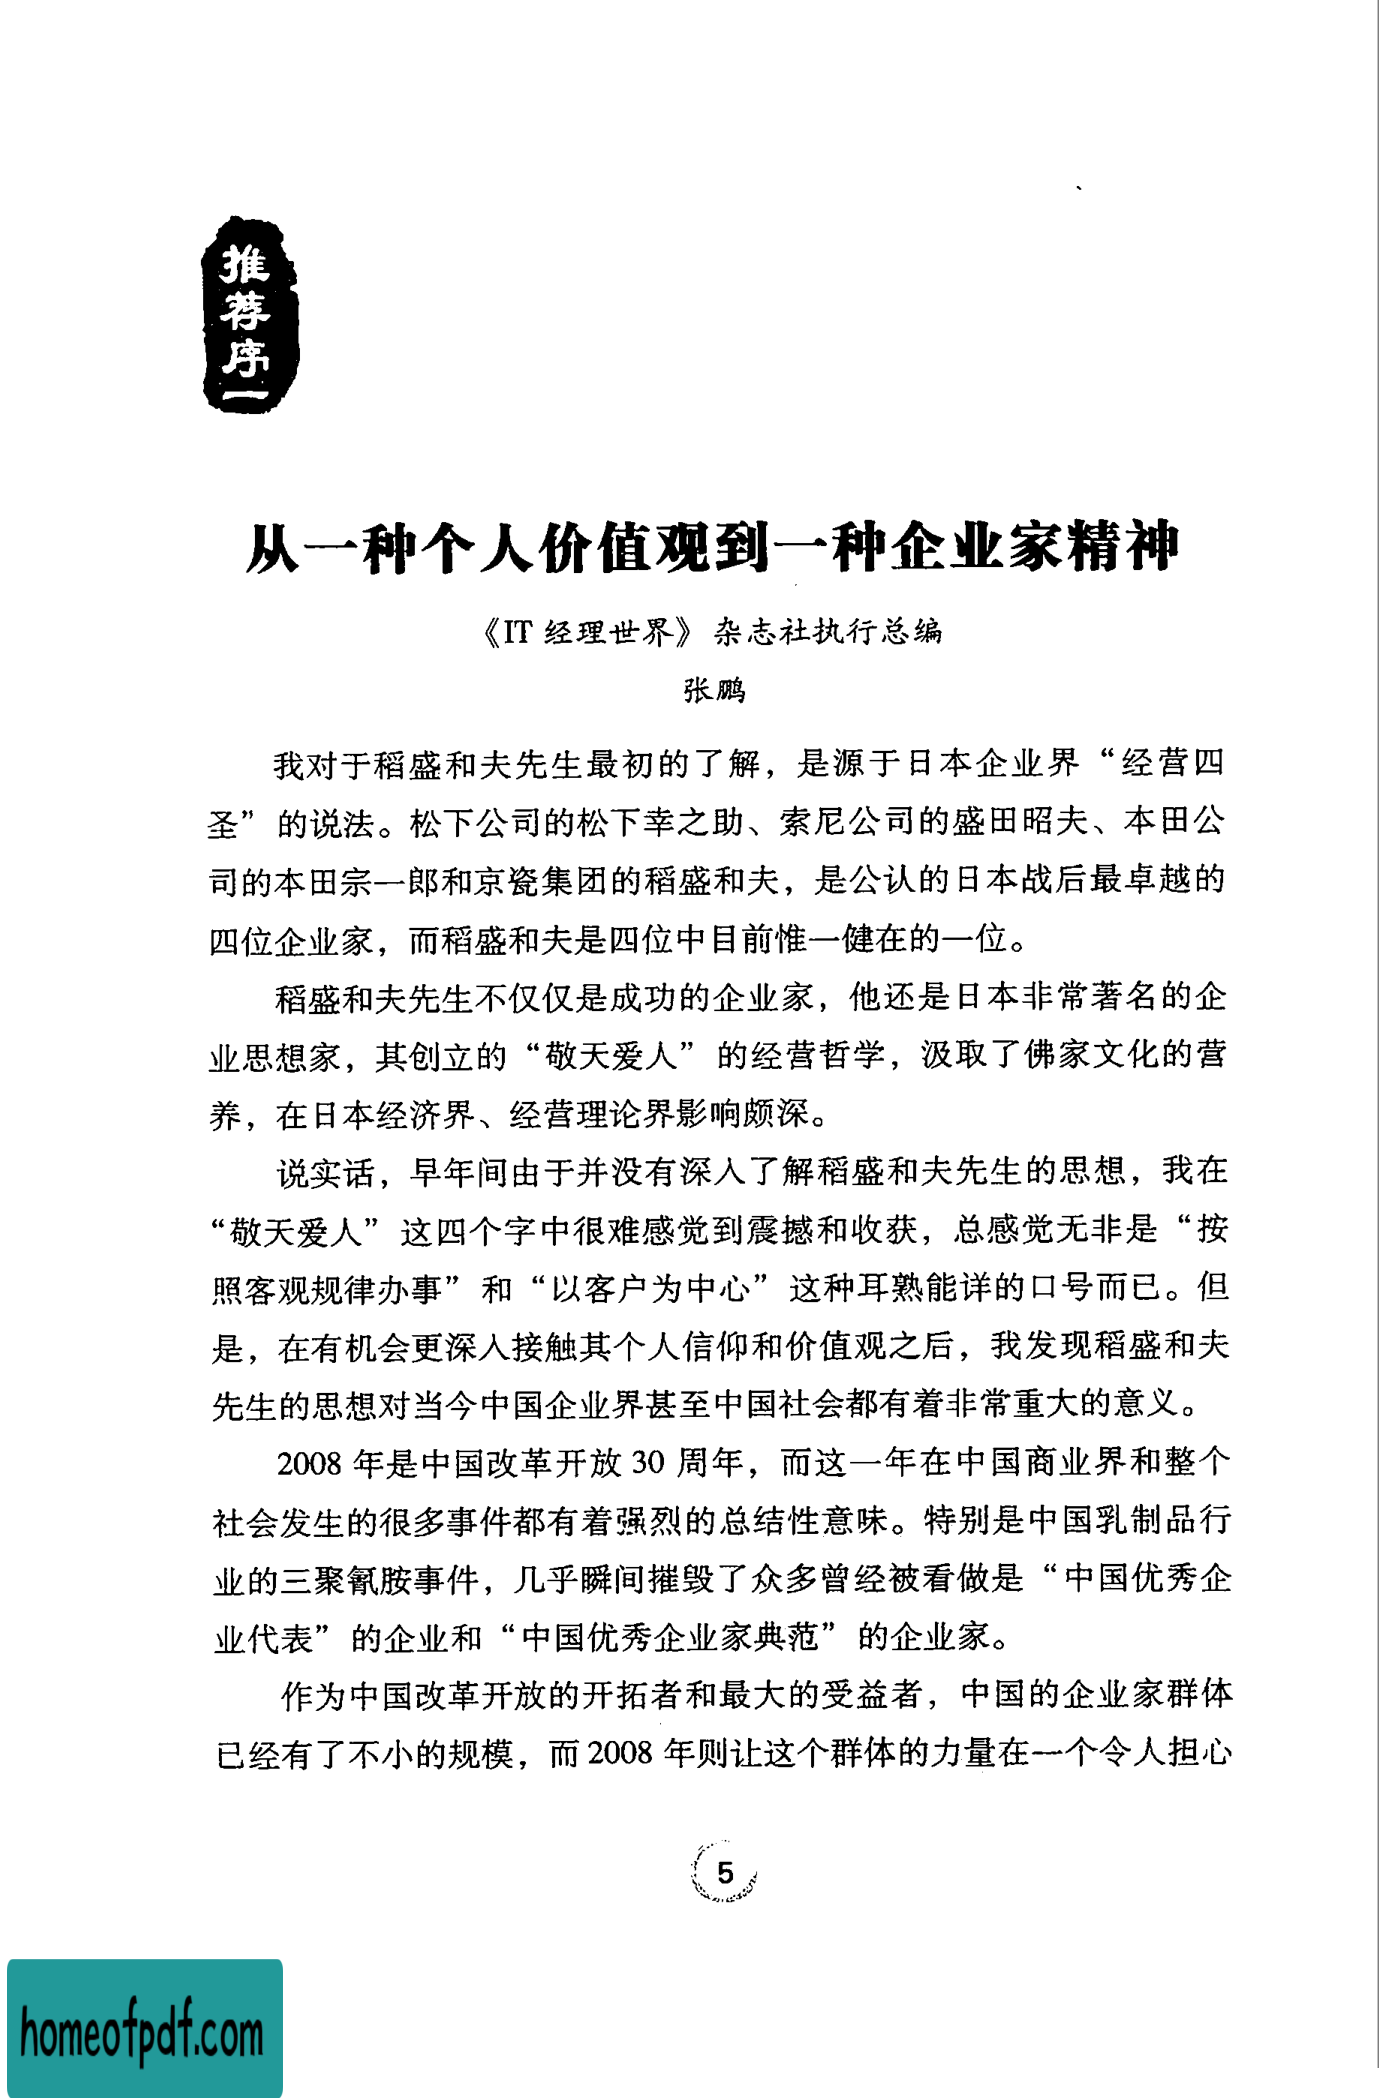 推荐序一
从一种个人价值观到一种企业家精神
《IT 经理世界》杂志社执行总编
张鹏
我对于稻盛和夫先生最初的了解，是源于日本企业界“经营四
圣”的说法。松下公司的松下幸之助、索尼公司的盛田昭夫、本田公
司的本田宗一郎和京瓷集团的稻盛和夫，是公认的日本战后最卓越的
四位企业家，而稻盛和夫是四位中目前惟一健在的一位。
稻盛和夫先生不仅仅是成功的企业家，他还是日本非常著名的企
业思想家，其创立的“敬天爱人”的经营哲学，汲取了佛家文化的营
养，在日本经济界、经营理论界影响颇深。
说实话，早年间由于并没有深入了解稻盛和夫先生的思想，我在
“敬天爱人”这四个字中很难感觉到震撼和收获，总感觉无非是“按
照客观规律办事”和“以客户为中心”这种耳熟能详的口号而已。但
是，在有机会更深入接触其个人信仰和价值观之后，我发现稻盛和夫
先生的思想对当今中国企业界甚至中国社会都有着非常重大的意义。
2008 年是中国改革开放 30 周年，而这一年在中国商业界和整个
社会发生的很多事件都有着强烈的总结性意味。特别是中国乳制品行
业的三聚氰胺事件，几乎瞬间摧毁了众多曾经被看做是“中国优秀企
业代表”的企业和“中国优秀企业家典范”的企业家。
作为中国改革开放的开拓者和最大的受益者，中国的企业家群体
已经有了不小的规模，而 2008 年则让这个群体的力量在一个令人担心
5
homeofpdf.com